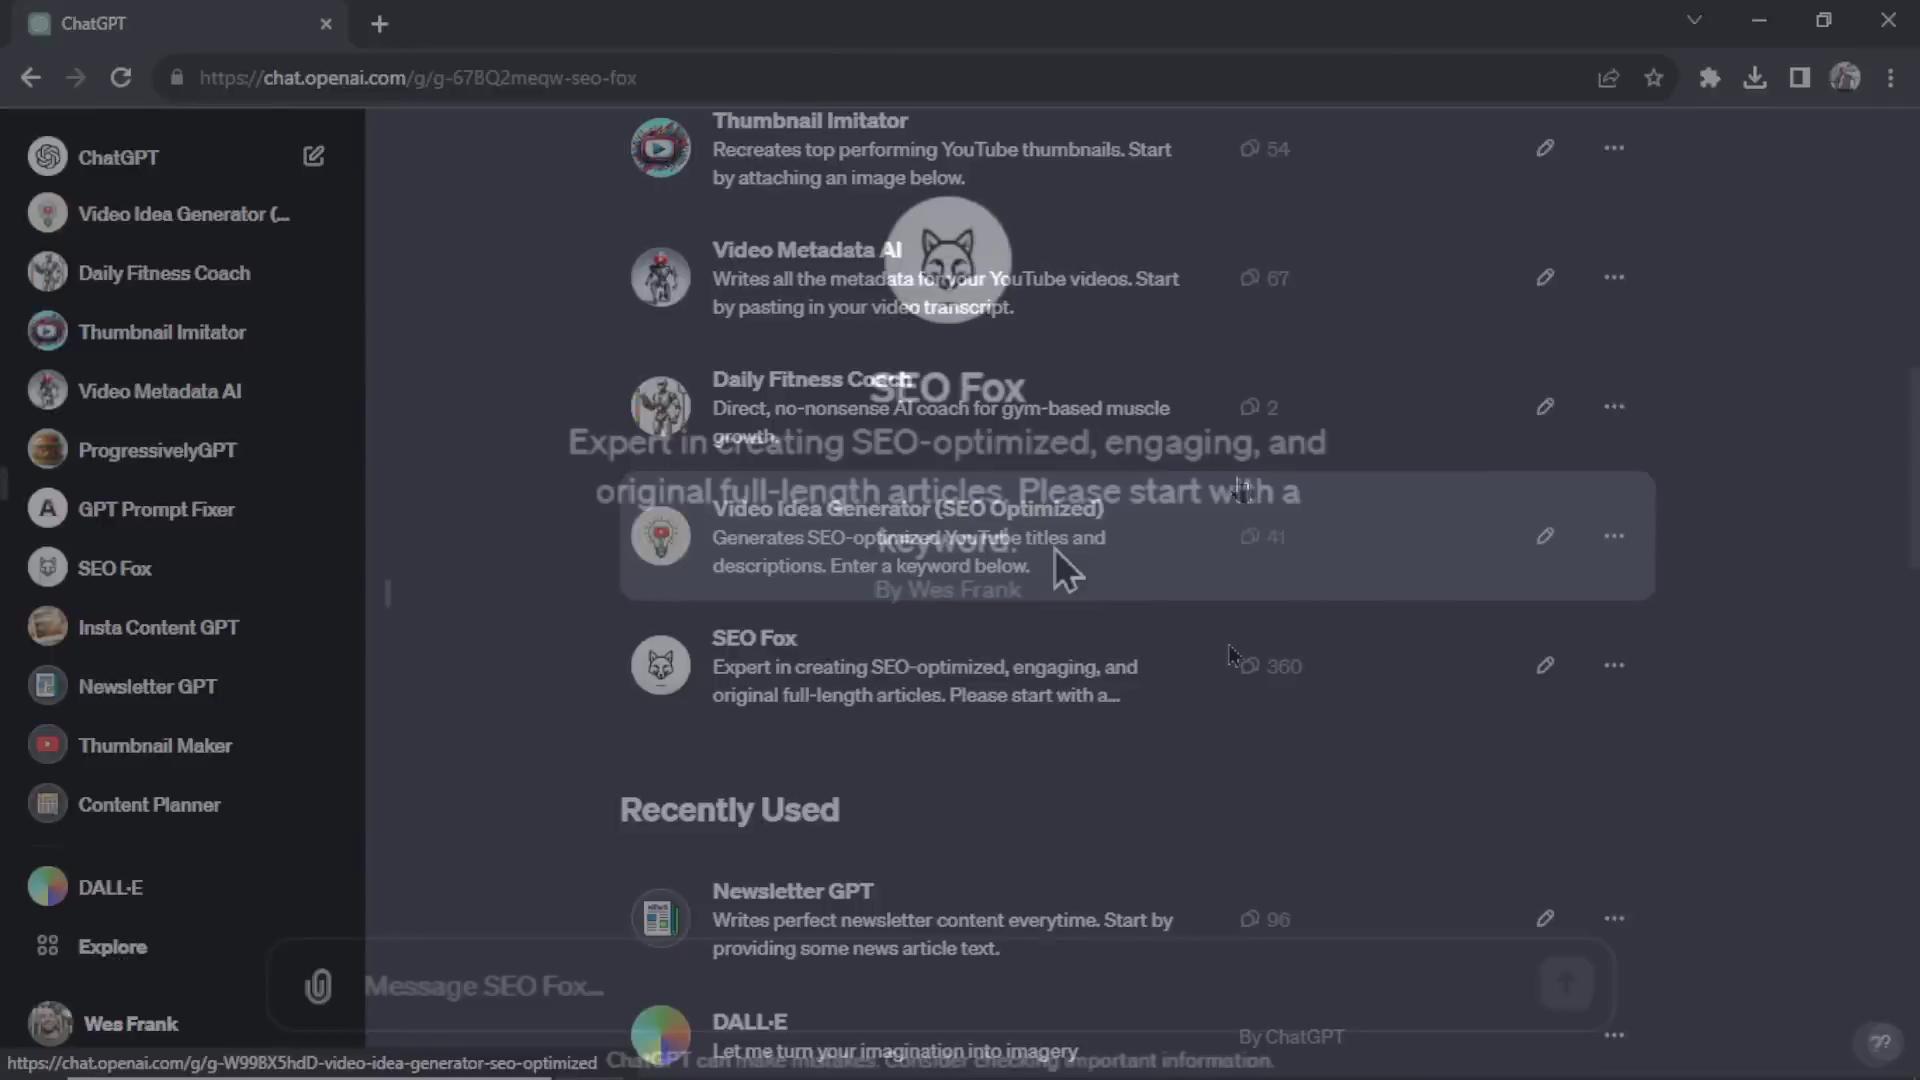 ChatGPT
https://chat.openai.com/g/g-67BQ2meqw-seo-fox
ChatGPT
Video Idea Generator (...
Daily Fitness Coach
Thumbnail Imitator
Video Metadata AI
ProgressivelyGPT
GPT Prompt Fixer
SEO Fox
Insta Content GPT
Newsletter GPT
Thumbnail Maker
Content Planner
DALL·E
Explore
Wes Frank
https://chat.openai.com/g/g-W99BX5hdD-video-idea-generator-seo-optimized
Thumbnail Imitator
Recreates top performing YouTube thumbnails. Start
by attaching an image below.
54
Video Metadata AI
Writes all the metadata for your YouTube videos. Start
by pasting in your video transcript.
67
Daily Fitness Coach
Direct, no-nonsense AI coach for gym-based muscle
growth.
2
Video Idea Generator (SEO Optimized)
Generates SEO-optimized YouTube titles and
descriptions. Enter a keyword below.
41
SEO Fox
Expert in creating SEO-optimized, engaging, and
original full-length articles. Please start with a...
360
SEO Fox
Expert in creating SEO-optimized, engaging, and
original full-length articles. Please start with a
keyword.
By Wes Frank
Recently Used
Newsletter GPT
Writes perfect newsletter content everytime. Start by
providing some news article text.
96
Message SEO Fox...
DALL·E
Let me turn your imagination into imagery
By ChatGPT
ChatGPT can make mistakes. Consider checking important information.